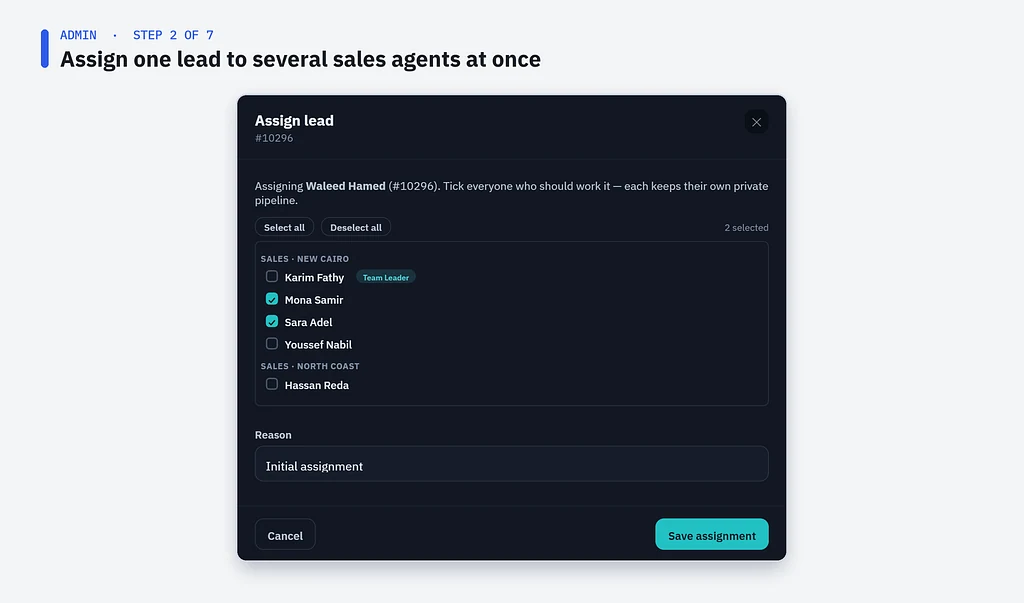 ADMIN · STEP 2 OF 7
Assign one lead to several sales agents at once
Assign lead
#10296
Assigning Waleed Hamed (#10296). Tick everyone who should work it — each keeps their own private
pipeline.
Select all Deselect all 2 selected
SALES · NEW CAIRO
Karim Fathy Team Leader
Mona Samir
Sara Adel
Youssef Nabil
SALES · NORTH COAST
Hassan Reda
Reason
Initial assignment
Cancel Save assignment